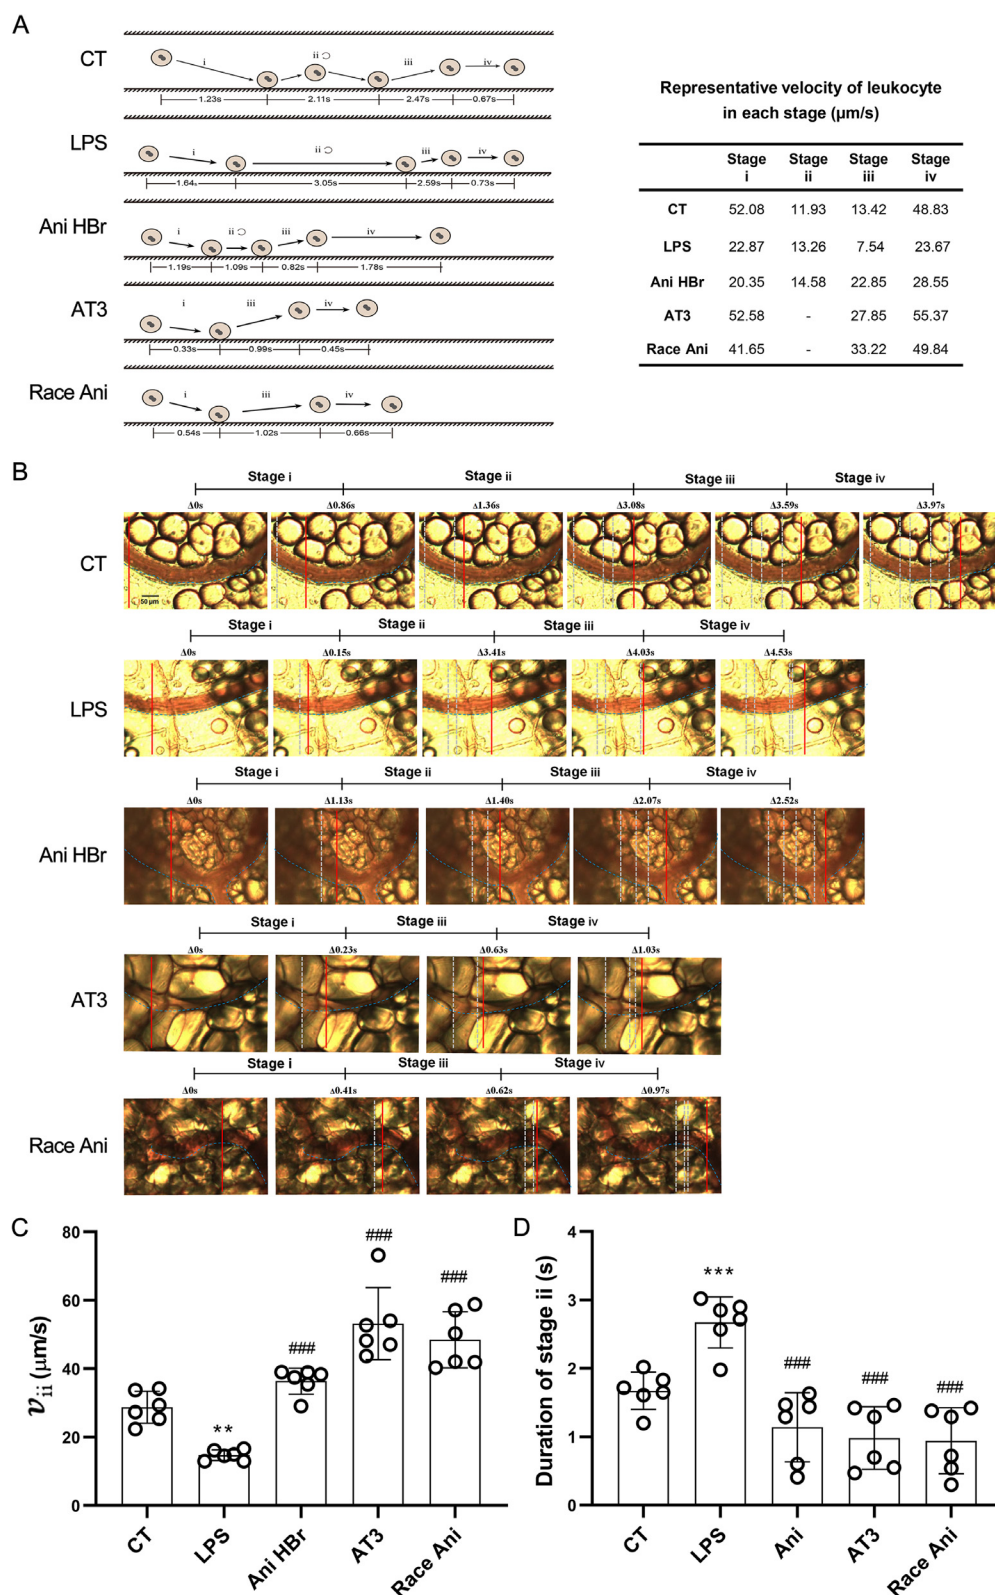 A
CT
i
ii
iii
iv
1.23s
2.11s
2.47s
0.67s
LPS
i
ii
iii
iv
1.64s
3.05s
2.59s
0.73s
Ani HBr
i
ii
iii
iv
1.19s
1.09s
0.82s
1.78s
AT3
i
iii
iv
0.33s
0.99s
0.45s
Race Ani
i
iii
iv
0.54s
1.02s
0.66s
Representative velocity of leukocyte
in each stage (μm/s)
Stage i Stage ii Stage iii Stage iv
CT 52.08 11.93 13.42 48.83
LPS 22.87 13.26 7.54 23.67
Ani HBr 20.35 14.58 22.85 28.55
AT3 52.58 - 27.85 55.37
Race Ani 41.65 - 33.22 49.84
B
Stage i Stage ii Stage iii Stage iv
Δ0s Δ0.86s Δ1.36s Δ3.08s Δ3.59s Δ3.97s
CT
50 μm
Stage i Stage ii Stage iii Stage iv
Δ0s Δ0.15s Δ3.41s Δ4.03s Δ4.53s
LPS
Stage i Stage ii Stage iii Stage iv
Δ0s Δ1.13s Δ1.40s Δ2.07s Δ2.52s
Ani HBr
Stage i Stage iii Stage iv
Δ0s Δ0.23s Δ0.63s Δ1.03s
AT3
Stage i Stage iii Stage iv
Δ0s Δ0.41s Δ0.62s Δ0.97s
Race Ani
C
vii (μm/s)
80
60
40
20
0
**
###
###
###
CT
LPS
Ani HBr
AT3
Race Ani
D
Duration of stage ii (s)
4
3
2
1
0
***
###
###
###
CT
LPS
Ani
AT3
Race Ani